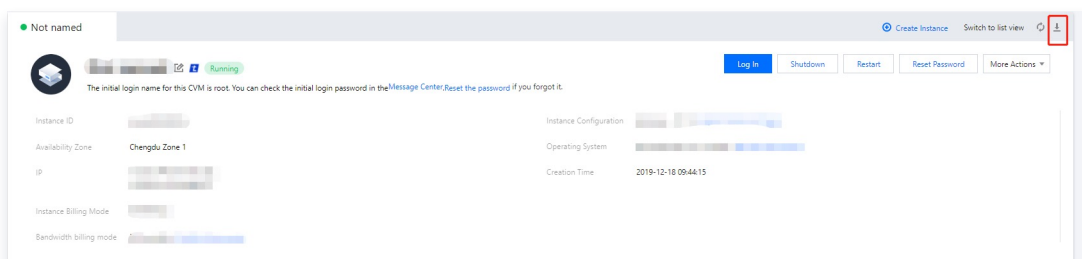 Not named
Create Instance Switch to list view
Running
Log In Shutdown Restart Reset Password More Actions
The initial login name for this CVM is root. You can check the initial login password in theMessage Center,Reset the password if you forgot it.
Instance ID
Instance Configuration
Availability Zone Chengdu Zone 1
Operating System
IP
Creation Time 2019-12-18 09:44:15
Instance Billing Mode
Bandwidth billing mode